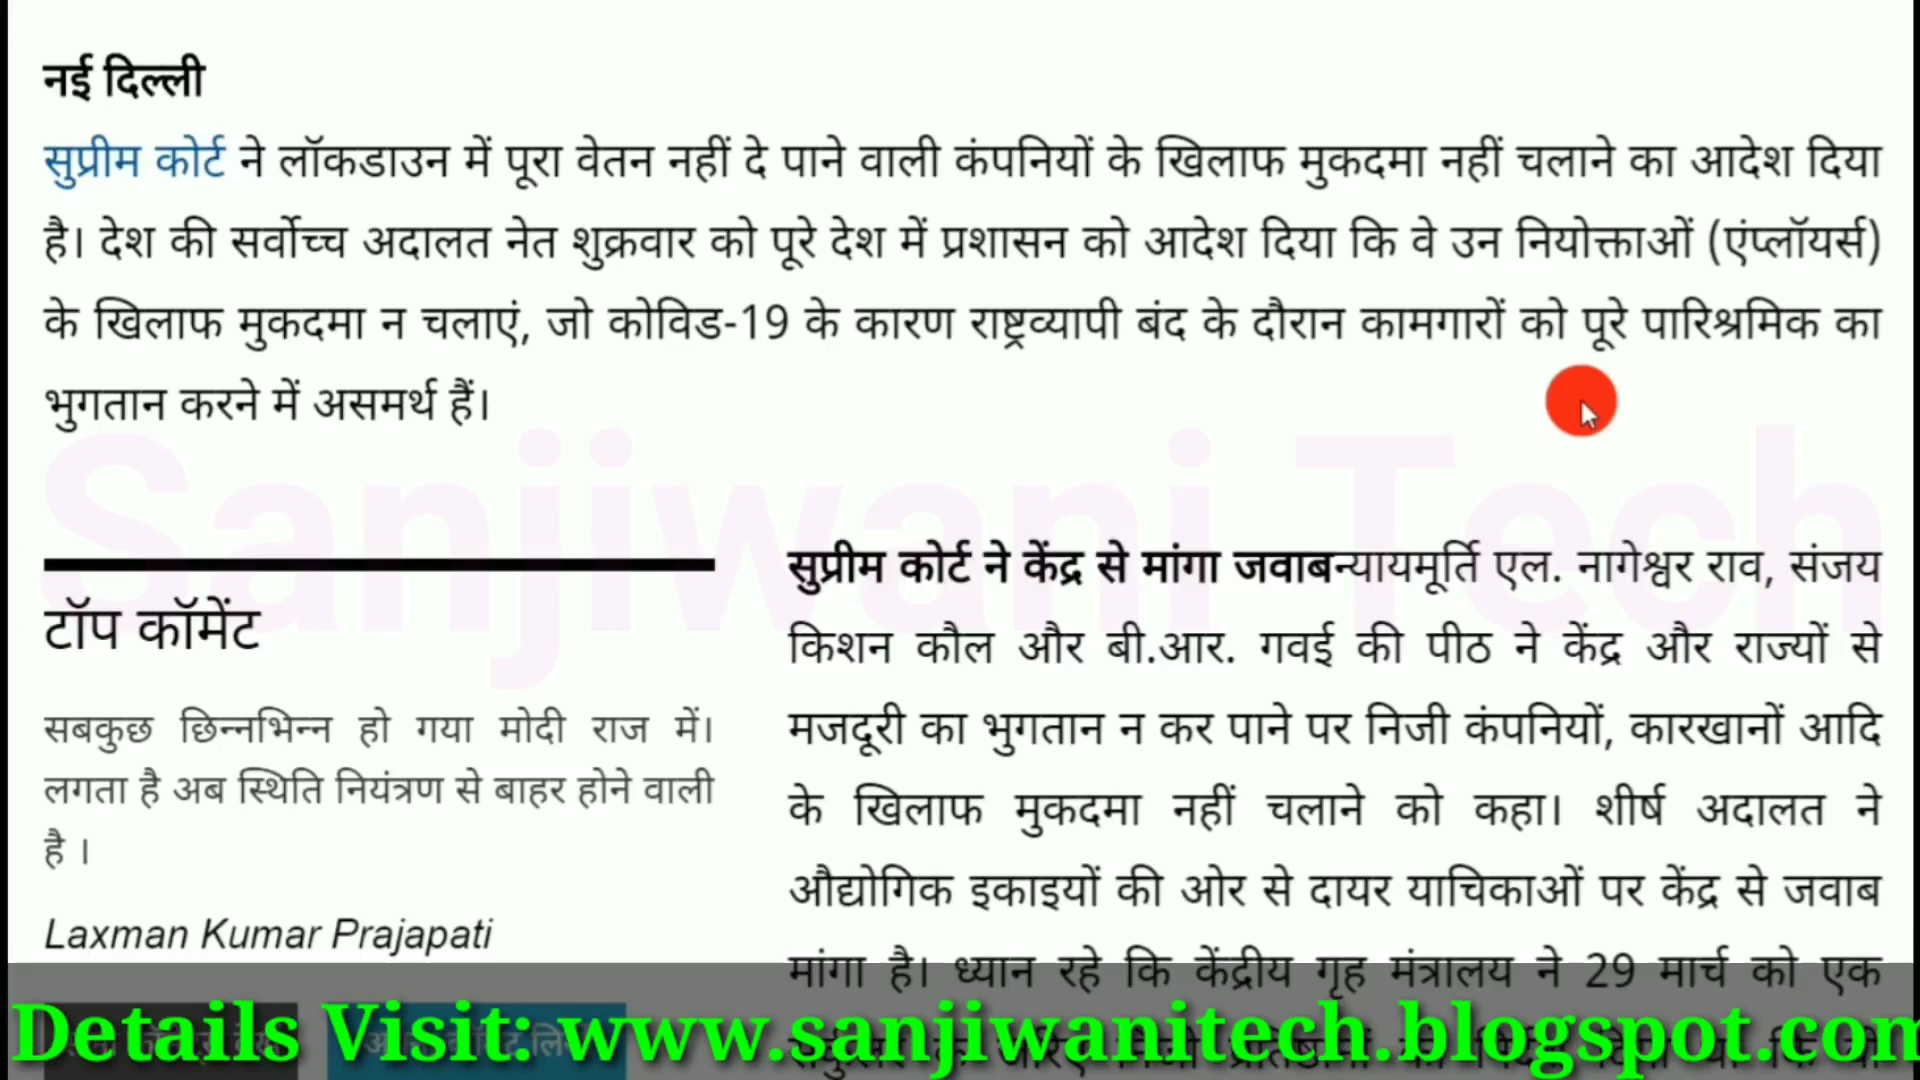 नई दिल्ली
सुप्रीम कोर्ट ने लॉकडाउन में पूरा वेतन नहीं दे पाने वाली कंपनियों के खिलाफ मुकदमा नहीं चलाने का आदेश दिया
है। देश की सर्वोच्च अदालत नेत शुक्रवार को पूरे देश में प्रशासन को आदेश दिया कि वे उन नियोक्ताओं (एंप्लॉयर्स)
के खिलाफ मुकदमा न चलाएं, जो कोविड-19 के कारण राष्ट्रव्यापी बंद के दौरान कामगारों को पूरे पारिश्रमिक का
भुगतान करने में असमर्थ हैं।
Sanjiwani Tech
टॉप कॉमेंट
सबकुछ छिन्नभिन्न हो गया मोदी राज में।
लगता है अब स्थिति नियंत्रण से बाहर होने वाली
है ।
Laxman Kumar Prajapati
सुप्रीम कोर्ट ने केंद्र से मांगा जवाबन्यायमूर्ति एल. नागेश्वर राव, संजय
किशन कौल और बी.आर. गवई की पीठ ने केंद्र और राज्यों से
मजदूरी का भुगतान न कर पाने पर निजी कंपनियों, कारखानों आदि
के खिलाफ मुकदमा नहीं चलाने को कहा। शीर्ष अदालत ने
औद्योगिक इकाइयों की ओर से दायर याचिकाओं पर केंद्र से जवाब
मांगा है। ध्यान रहे कि केंद्रीय गृह मंत्रालय ने 29 मार्च को एक
Details Visit: www.sanjiwanitech.blogspot.com